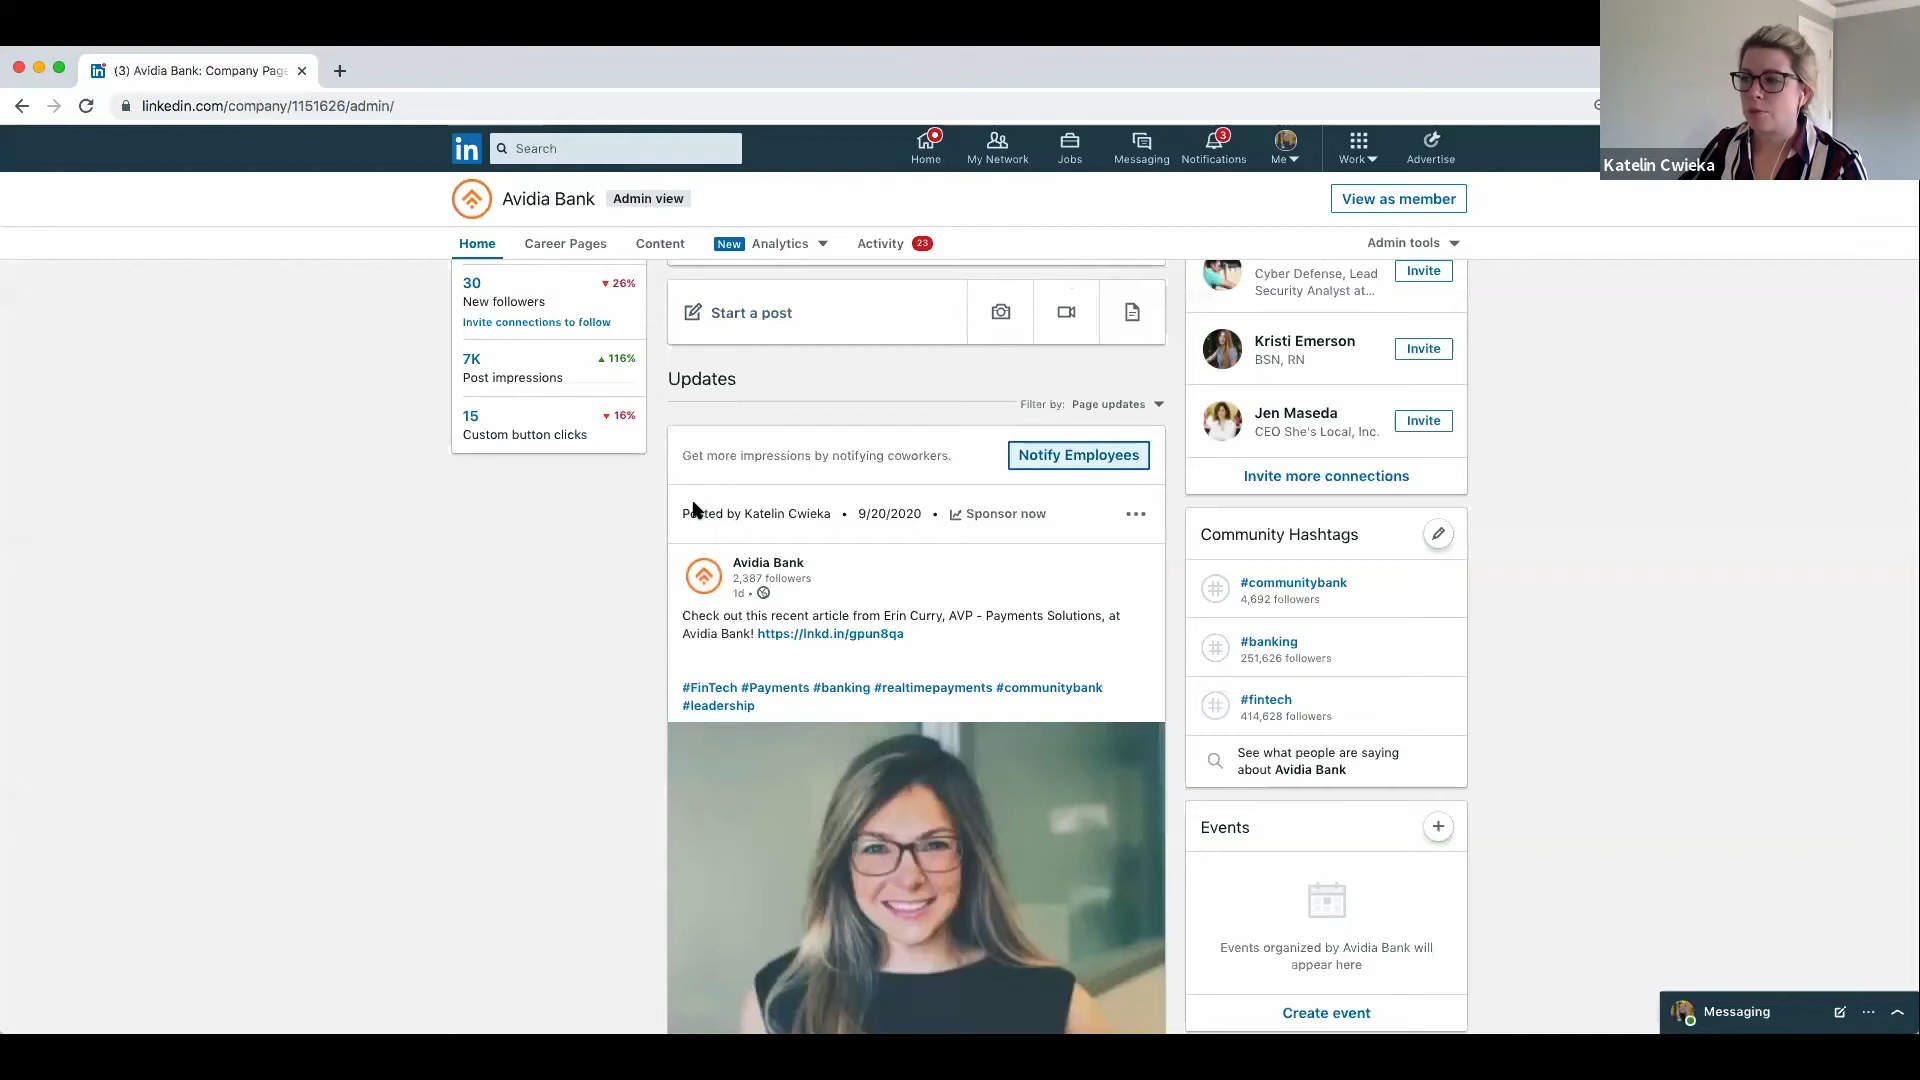 (3) Avidia Bank: Company Page
linkedin.com/company/1151626/admin/
Katelin Cwieka
in
Search
Home
My Network
Jobs
Messaging
3
Notifications
Me
Work
Advertise
Avidia Bank
Admin view
View as member
Home
Career Pages
Content
New
Analytics
Activity
23
Admin tools
30
26%
New followers
Invite connections to follow
7K
116%
Post impressions
15
16%
Custom button clicks
Start a post
Updates
Filter by: Page updates
Get more impressions by notifying coworkers.
Notify Employees
Posted by Katelin Cwieka • 9/20/2020 • Sponsor now
Avidia Bank
2,387 followers
1d •
Check out this recent article from Erin Curry, AVP - Payments Solutions, at
Avidia Bank! https://lnkd.in/gpun8qa
#FinTech #Payments #banking #realtimepayments #communitybank
#leadership
Cyber Defense, Lead
Security Analyst at...
Invite
Kristi Emerson
BSN, RN
Invite
Jen Maseda
CEO She's Local, Inc.
Invite
Invite more connections
Community Hashtags
#communitybank
4,692 followers
#banking
251,626 followers
#fintech
414,628 followers
See what people are saying
about Avidia Bank
Events
Events organized by Avidia Bank will
appear here
Create event
Messaging